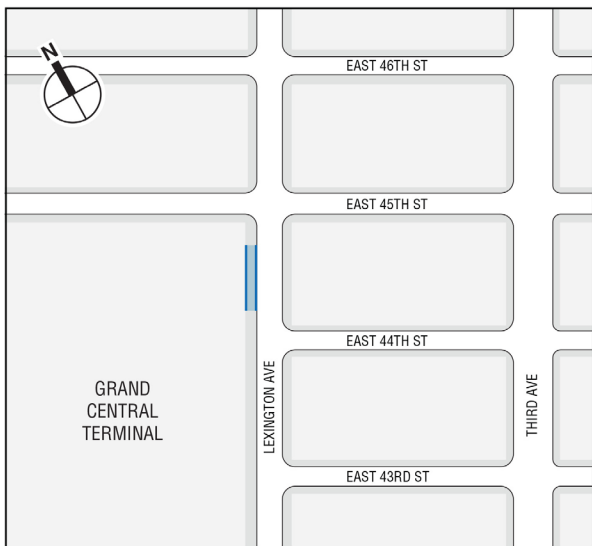 N
EAST 46TH ST
EAST 45TH ST
EAST 44TH ST
LEXINGTON AVE
THIRD AVE
GRAND
CENTRAL
TERMINAL
EAST 43RD ST